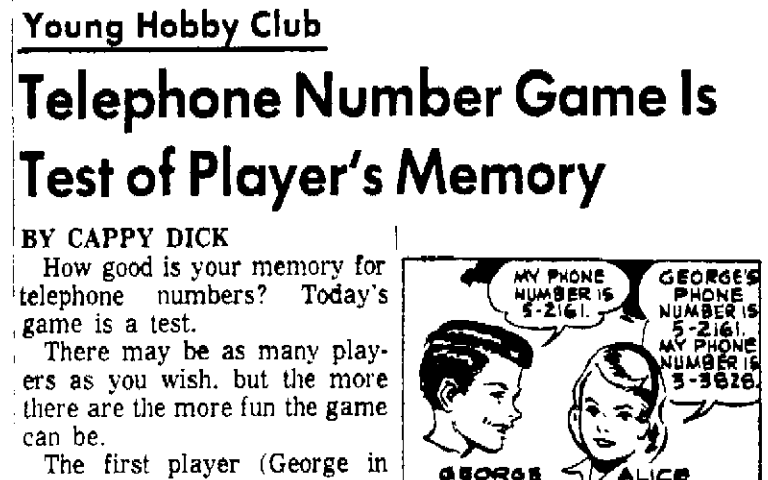 Young Hobby Club
Telephone Number Game Is
Test of Player's Memory
BY CAPPY DICK
How good is your memory for
telephone numbers? Today's
game is a test.
There may be as many play-
ers as you wish. but the more
there are the more fun the game
can be.
The first player (George in
MY PHONE
NUMBER IS
5-2161.
GEORGE'S
PHONE
NUMBER IS
5-2161.
MY PHONE
NUMBER IS
3-3828.
GEORGE
ALICE